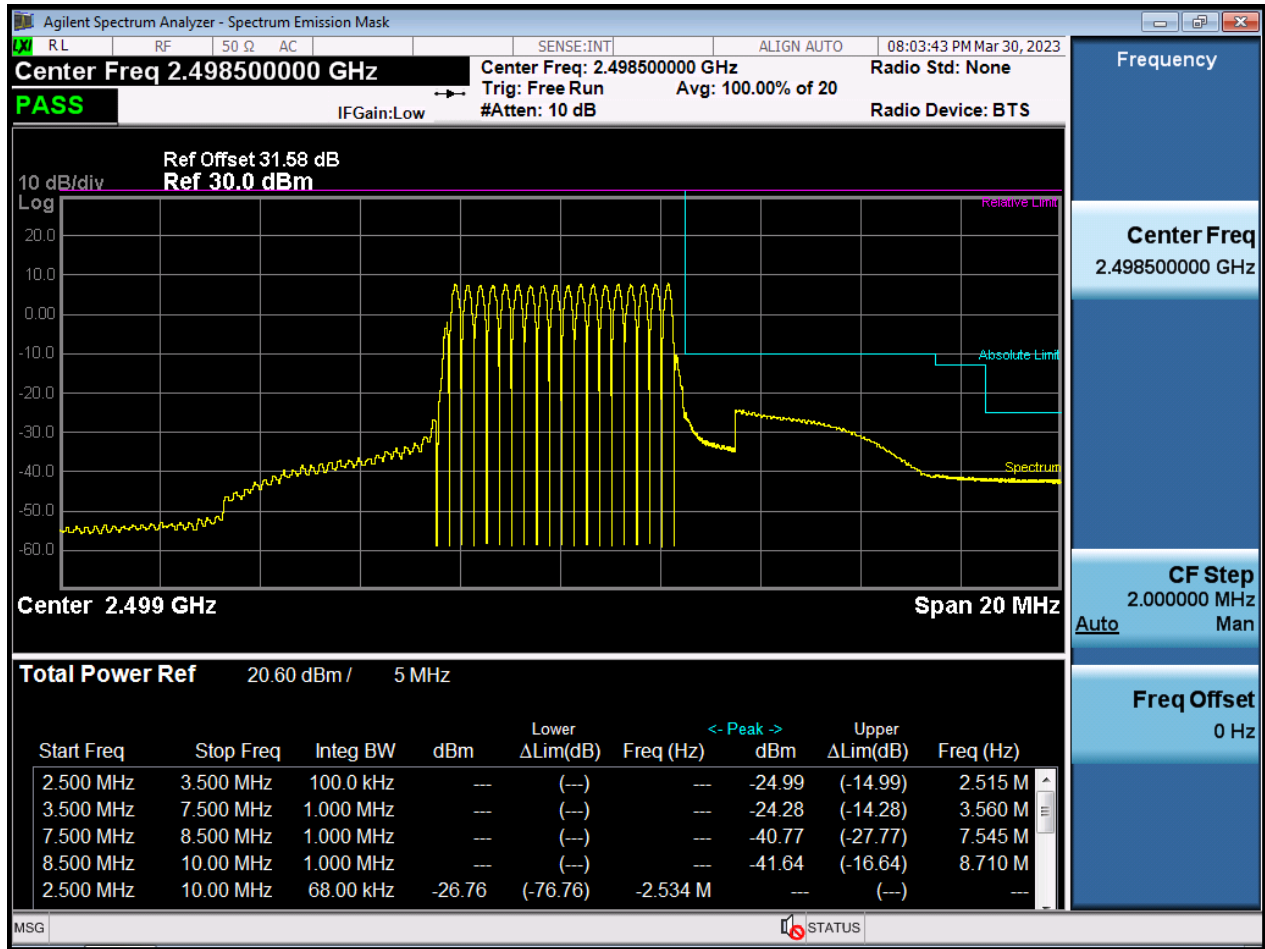 Agilent Spectrum Analyzer - Spectrum Emission Mask
LXI RL RF 50 Ω AC SENSE:INT ALIGN AUTO 08:03:43 PM Mar 30, 2023
Center Freq 2.498500000 GHz Center Freq: 2.498500000 GHz Radio Std: None
Trig: Free Run Avg: 100.00% of 20
PASS IFGain:Low #Atten: 10 dB Radio Device: BTS
Ref Offset 31.58 dB
10 dB/div Ref 30.0 dBm
Log
Relative Limit
20.0
10.0
0.00
-10.0
Absolute Limit
-20.0
-30.0
-40.0
Spectrum
-50.0
-60.0
Center 2.499 GHz Span 20 MHz
Total Power Ref 20.60 dBm / 5 MHz
Lower <- Peak -> Upper
Start Freq Stop Freq Integ BW dBm ΔLim(dB) Freq (Hz) dBm ΔLim(dB) Freq (Hz)
2.500 MHz 3.500 MHz 100.0 kHz --- (---) --- -24.99 (-14.99) 2.515 M
3.500 MHz 7.500 MHz 1.000 MHz --- (---) --- -24.28 (-14.28) 3.560 M
7.500 MHz 8.500 MHz 1.000 MHz --- (---) --- -40.77 (-27.77) 7.545 M
8.500 MHz 10.00 MHz 1.000 MHz --- (---) --- -41.64 (-16.64) 8.710 M
2.500 MHz 10.00 MHz 68.00 kHz -26.76 (-76.76) -2.534 M --- (---) ---
MSG STATUS
Frequency
Center Freq
2.498500000 GHz
CF Step
2.000000 MHz
Auto Man
Freq Offset
0 Hz